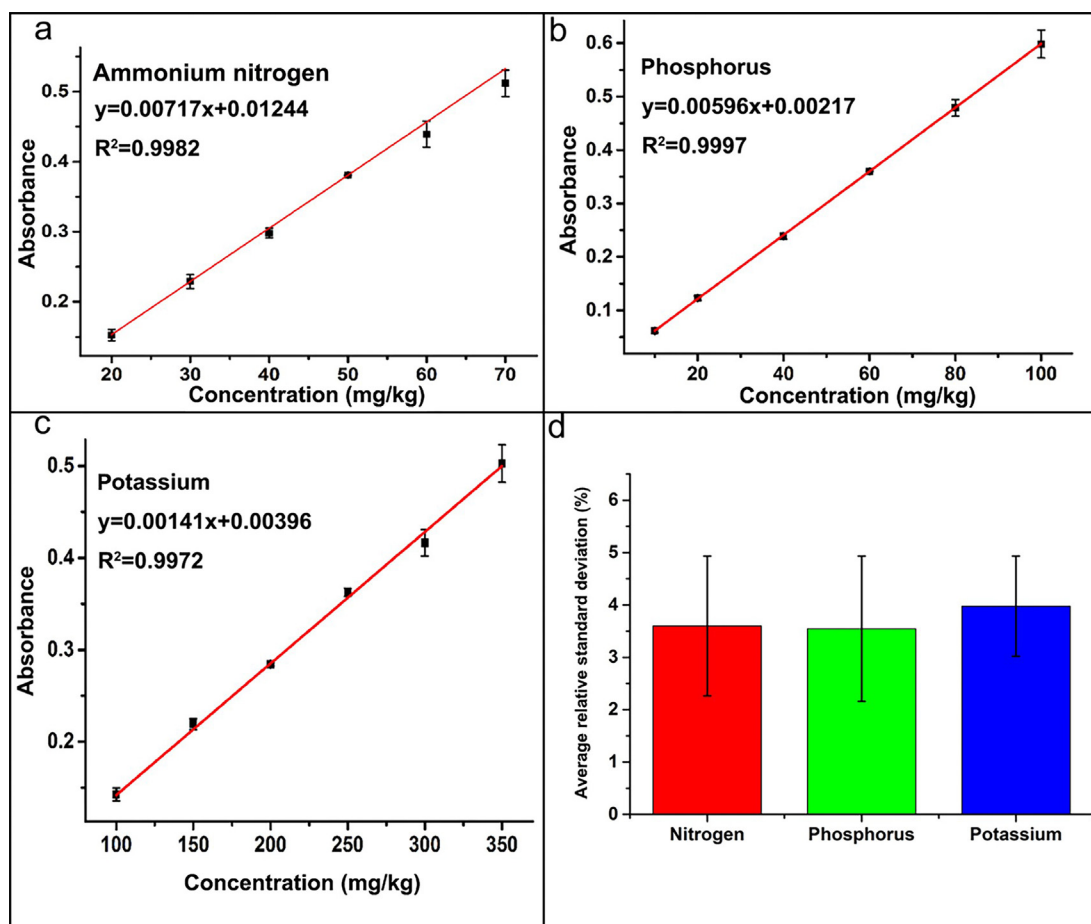 a
Ammonium nitrogen
y=0.00717x+0.01244
R²=0.9982
Absorbance
0.5
0.4
0.3
0.2
20 30 40 50 60 70
Concentration (mg/kg)
b
Phosphorus
y=0.00596x+0.00217
R²=0.9997
Absorbance
0.6
0.5
0.4
0.3
0.2
0.1
20 40 60 80 100
Concentration (mg/kg)
c
Potassium
y=0.00141x+0.00396
R²=0.9972
Absorbance
0.5
0.4
0.3
0.2
100 150 200 250 300 350
Concentration (mg/kg)
d
Average relative standard deviation (%)
6
5
4
3
2
1
0
Nitrogen Phosphorus Potassium